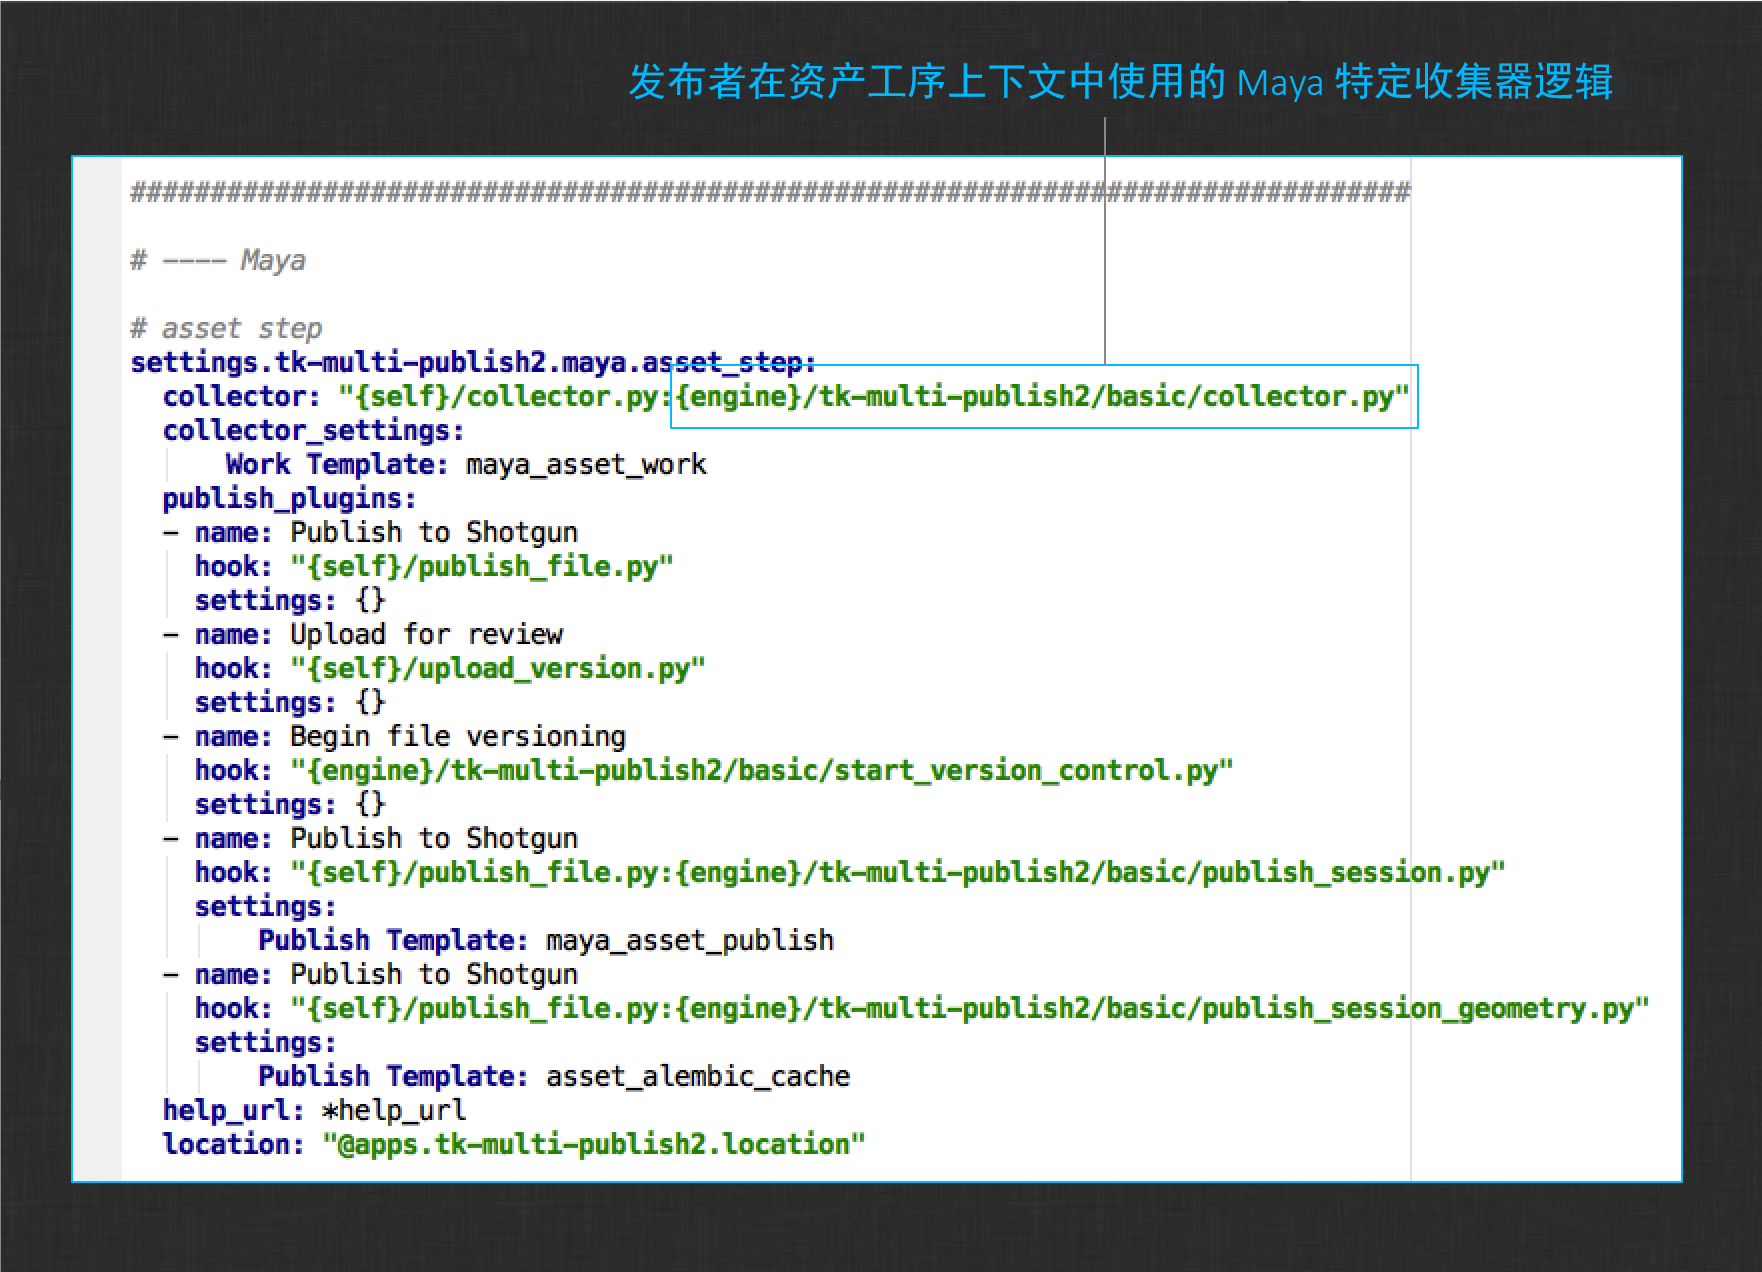 发布者在资产工序上下文中使用的 Maya 特定收集器逻辑
################################################################################
# ---- Maya
# asset step
settings.tk-multi-publish2.maya.asset_step:
  collector: "{self}/collector.py:{engine}/tk-multi-publish2/basic/collector.py"
  collector_settings:
      Work Template: maya_asset_work
  publish_plugins:
  - name: Publish to Shotgun
    hook: "{self}/publish_file.py"
    settings: {}
  - name: Upload for review
    hook: "{self}/upload_version.py"
    settings: {}
  - name: Begin file versioning
    hook: "{engine}/tk-multi-publish2/basic/start_version_control.py"
    settings: {}
  - name: Publish to Shotgun
    hook: "{self}/publish_file.py:{engine}/tk-multi-publish2/basic/publish_session.py"
    settings:
        Publish Template: maya_asset_publish
  - name: Publish to Shotgun
    hook: "{self}/publish_file.py:{engine}/tk-multi-publish2/basic/publish_session_geometry.py"
    settings:
        Publish Template: asset_alembic_cache
  help_url: *help_url
  location: "@apps.tk-multi-publish2.location"